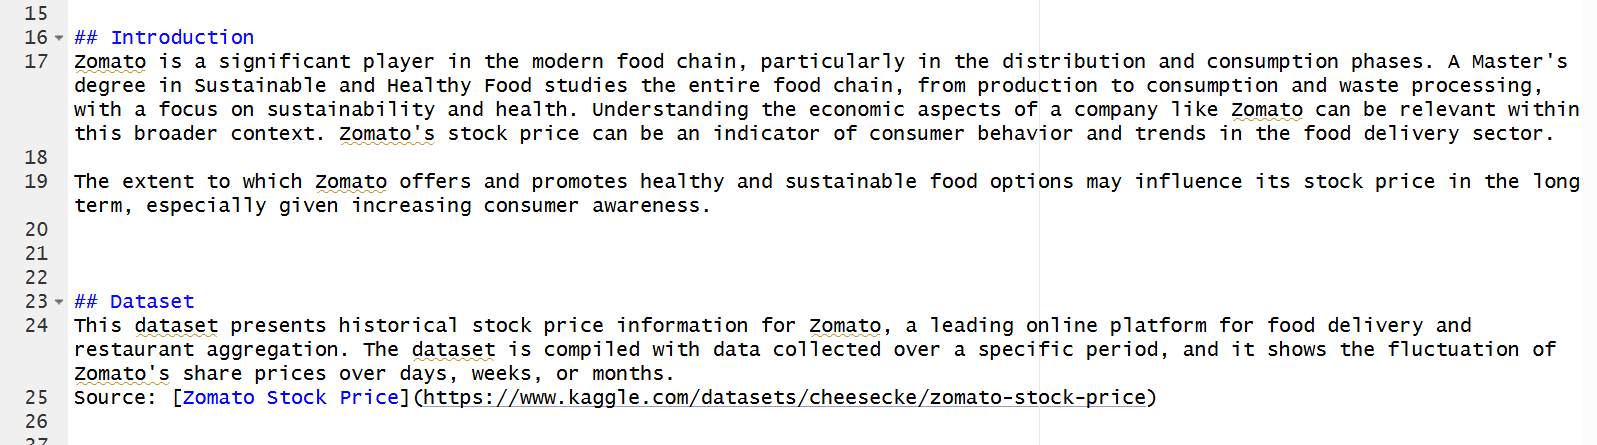 15
16 ## Introduction
17 Zomato is a significant player in the modern food chain, particularly in the distribution and consumption phases. A Master's
degree in Sustainable and Healthy Food studies the entire food chain, from production to consumption and waste processing,
with a focus on sustainability and health. Understanding the economic aspects of a company like Zomato can be relevant within
this broader context. Zomato's stock price can be an indicator of consumer behavior and trends in the food delivery sector.
18
19 The extent to which Zomato offers and promotes healthy and sustainable food options may influence its stock price in the long
term, especially given increasing consumer awareness.
20
21
22
23 ## Dataset
24 This dataset presents historical stock price information for Zomato, a leading online platform for food delivery and
restaurant aggregation. The dataset is compiled with data collected over a specific period, and it shows the fluctuation of
Zomato's share prices over days, weeks, or months.
25 Source: [Zomato Stock Price](https://www.kaggle.com/datasets/cheesecke/zomato-stock-price)
26